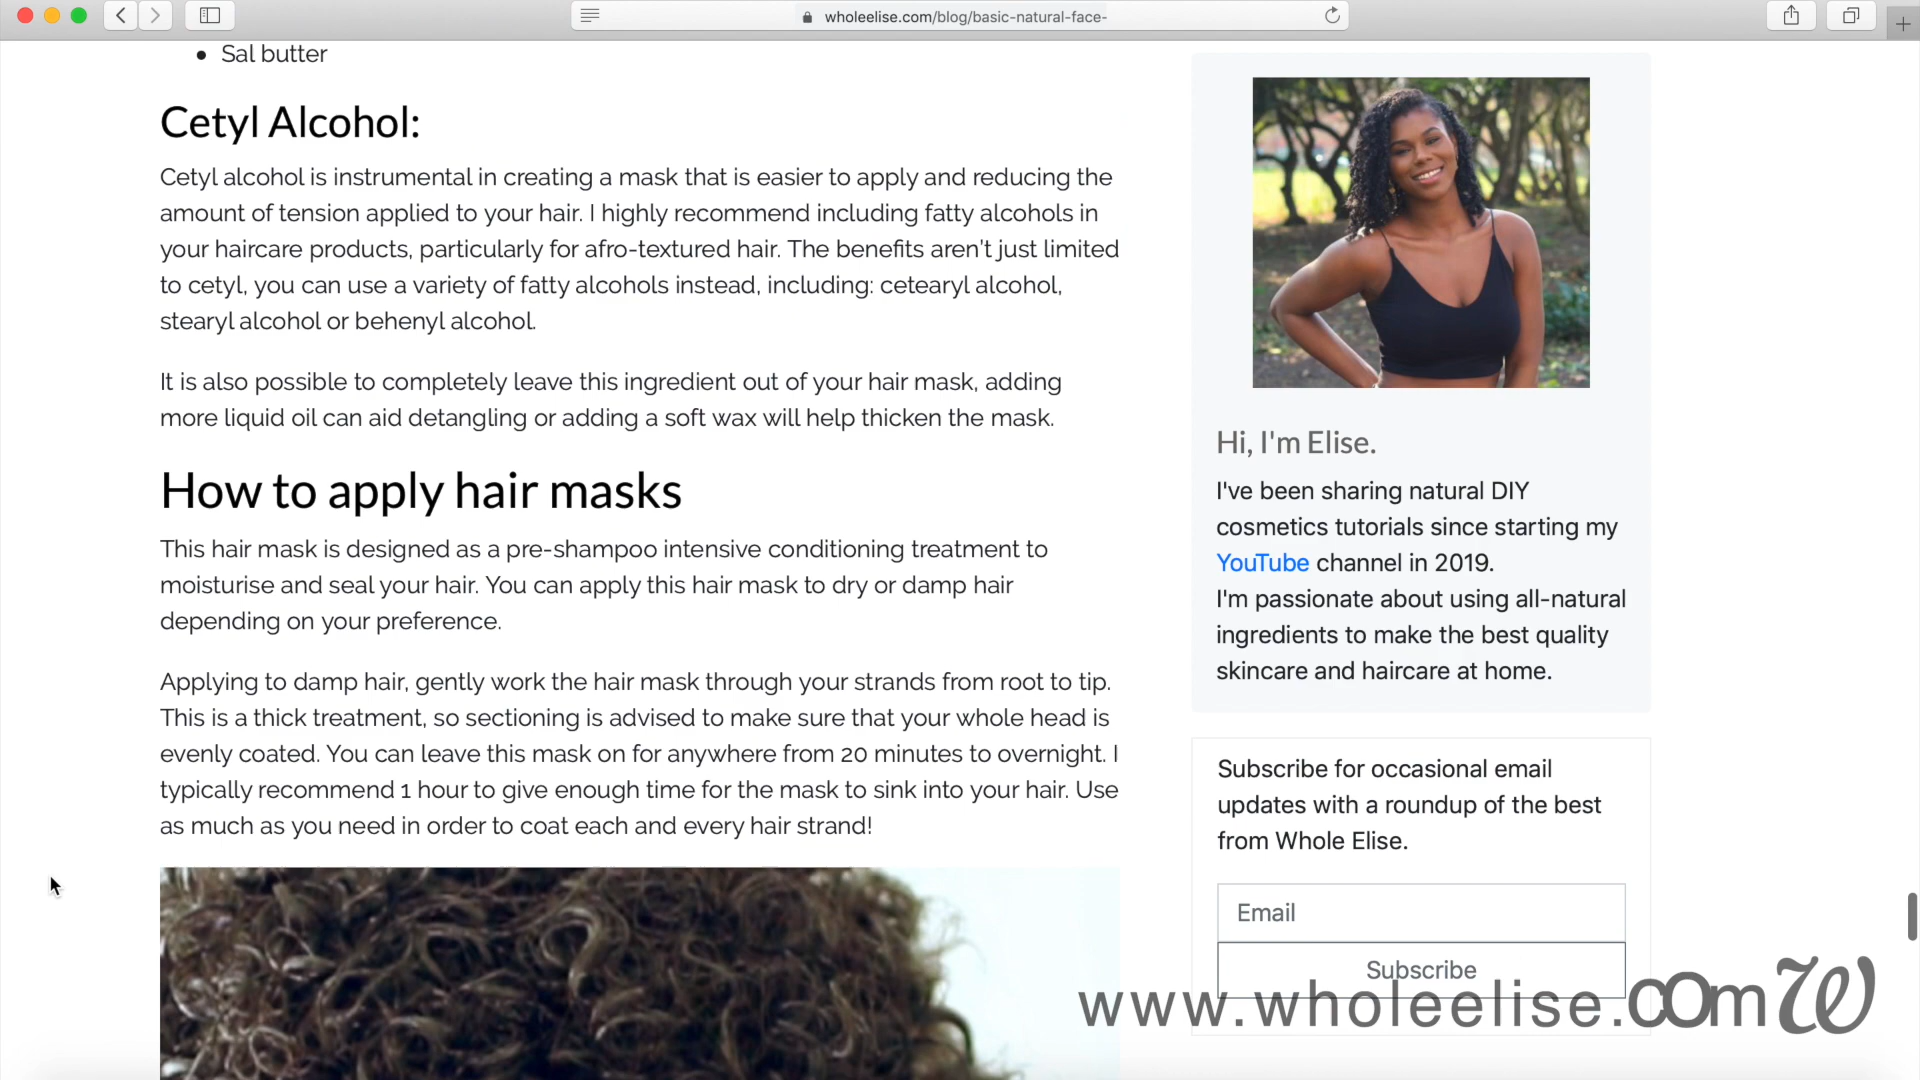 wholeelise.com/blog/basic-natural-face-
Sal butter
Cetyl Alcohol:
Cetyl alcohol is instrumental in creating a mask that is easier to apply and reducing the
amount of tension applied to your hair. I highly recommend including fatty alcohols in
your haircare products, particularly for afro-textured hair. The benefits aren't just limited
to cetyl, you can use a variety of fatty alcohols instead, including: cetearyl alcohol,
stearyl alcohol or behenyl alcohol.
It is also possible to completely leave this ingredient out of your hair mask, adding
more liquid oil can aid detangling or adding a soft wax will help thicken the mask.
How to apply hair masks
This hair mask is designed as a pre-shampoo intensive conditioning treatment to
moisturise and seal your hair. You can apply this hair mask to dry or damp hair
depending on your preference.
Applying to damp hair, gently work the hair mask through your strands from root to tip.
This is a thick treatment, so sectioning is advised to make sure that your whole head is
evenly coated. You can leave this mask on for anywhere from 20 minutes to overnight. I
typically recommend 1 hour to give enough time for the mask to sink into your hair. Use
as much as you need in order to coat each and every hair strand!
Hi, I'm Elise.
I've been sharing natural DIY
cosmetics tutorials since starting my
YouTube channel in 2019.
I'm passionate about using all-natural
ingredients to make the best quality
skincare and haircare at home.
Subscribe for occasional email
updates with a roundup of the best
from Whole Elise.
Email
Subscribe
www.wholeelise.com W